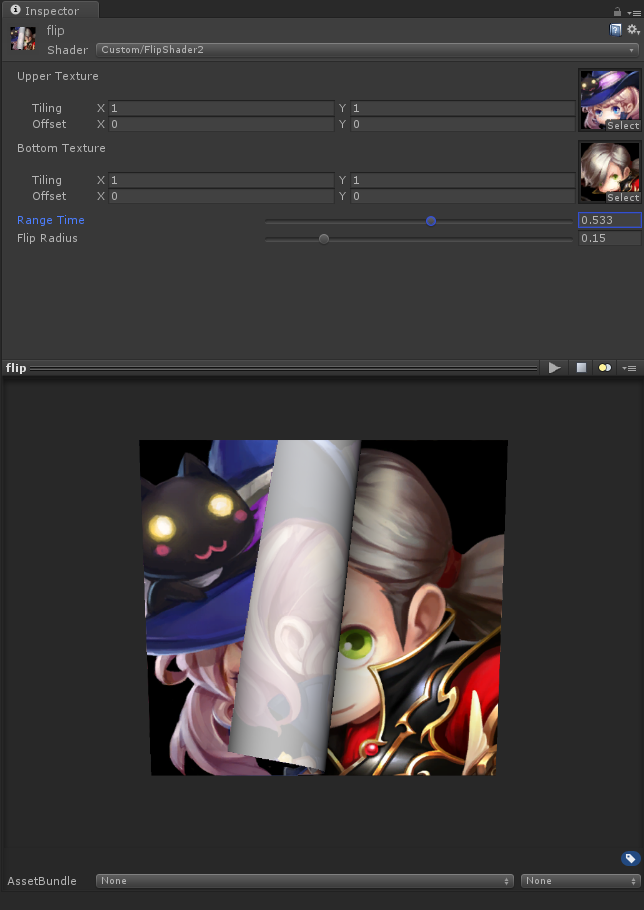 Inspector
flip
Shader Custom/FlipShader2
Upper Texture
Tiling X 1 Y 1
Offset X 0 Y 0
Select
Bottom Texture
Tiling X 1 Y 1
Offset X 0 Y 0
Select
Range Time 0.533
Flip Radius 0.15
flip
AssetBundle None None